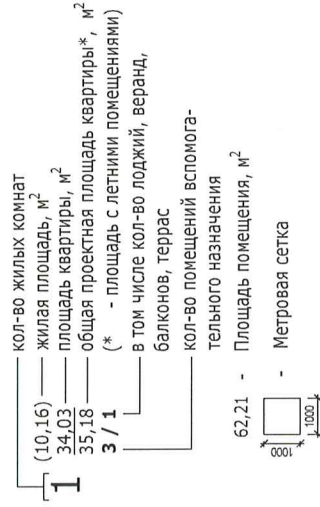 кол-во жилых комнат
1 (10,16) жилая площадь, м²
34,03 площадь квартиры, м²
35,18 общая проектная площадь квартиры*, м²
(* - площадь с летними помещениями)
3 / 1 в том числе кол-во лоджий, веранд,
балконов, террас
кол-во помещений вспомога-
тельного назначения
62,21 - Площадь помещения, м²
1000 1000 - Метровая сетка